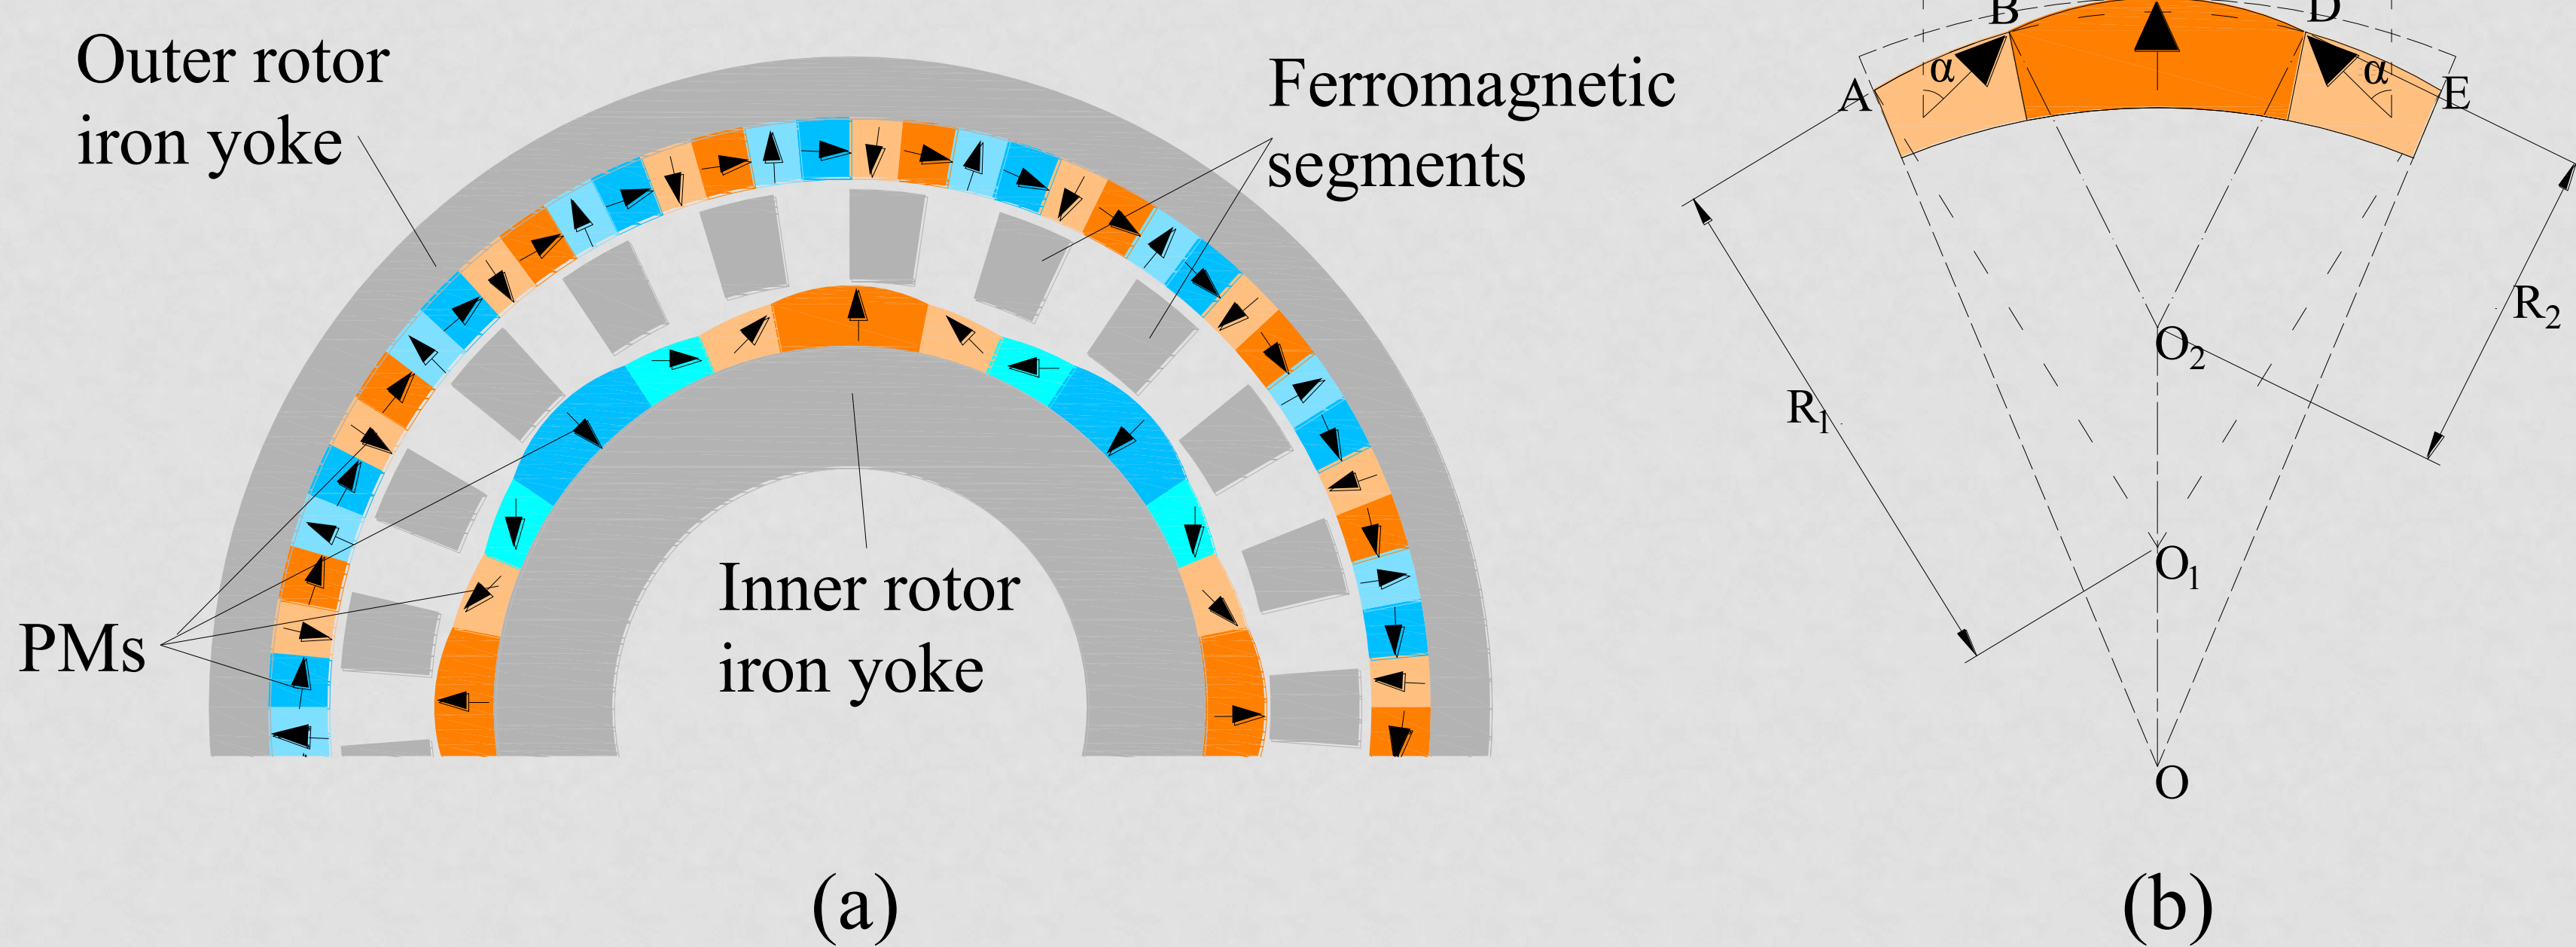 Outer rotor
iron yoke
Ferromagnetic
segments
PMs
Inner rotor
iron yoke
(a)
B
D
α
α
A
E
R1
R2
O2
O1
O
(b)